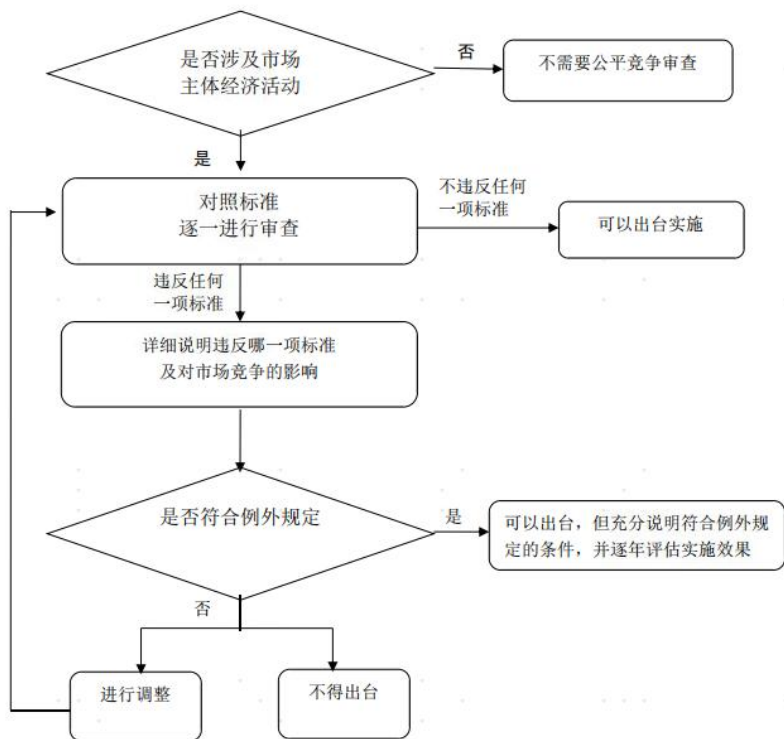 是否涉及市场
主体经济活动
否
不需要公平竞争审查
是
对照标准
逐一进行审查
不违反任何
一项标准
可以出台实施
违反任何
一项标准
详细说明违反哪一项标准
及对市场竞争的影响
是否符合例外规定
是
可以出台，但充分说明符合例外规
定的条件，并逐年评估实施效果
否
进行调整
不得出台